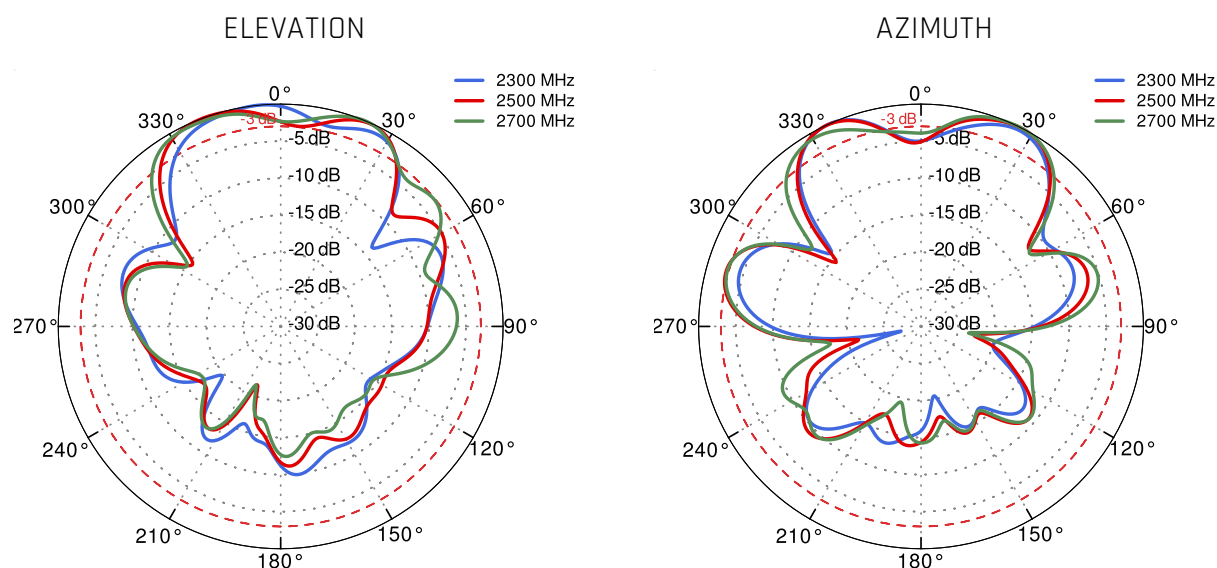 ELEVATION
AZIMUTH
2300 MHz
2500 MHz
2700 MHz
0°
30°
60°
90°
120°
150°
180°
210°
240°
270°
300°
330°
-3 dB
-5 dB
-10 dB
-15 dB
-20 dB
-25 dB
-30 dB
2300 MHz
2500 MHz
2700 MHz
0°
30°
60°
90°
120°
150°
180°
210°
240°
270°
300°
330°
-3 dB
-5 dB
-10 dB
-15 dB
-20 dB
-25 dB
-30 dB